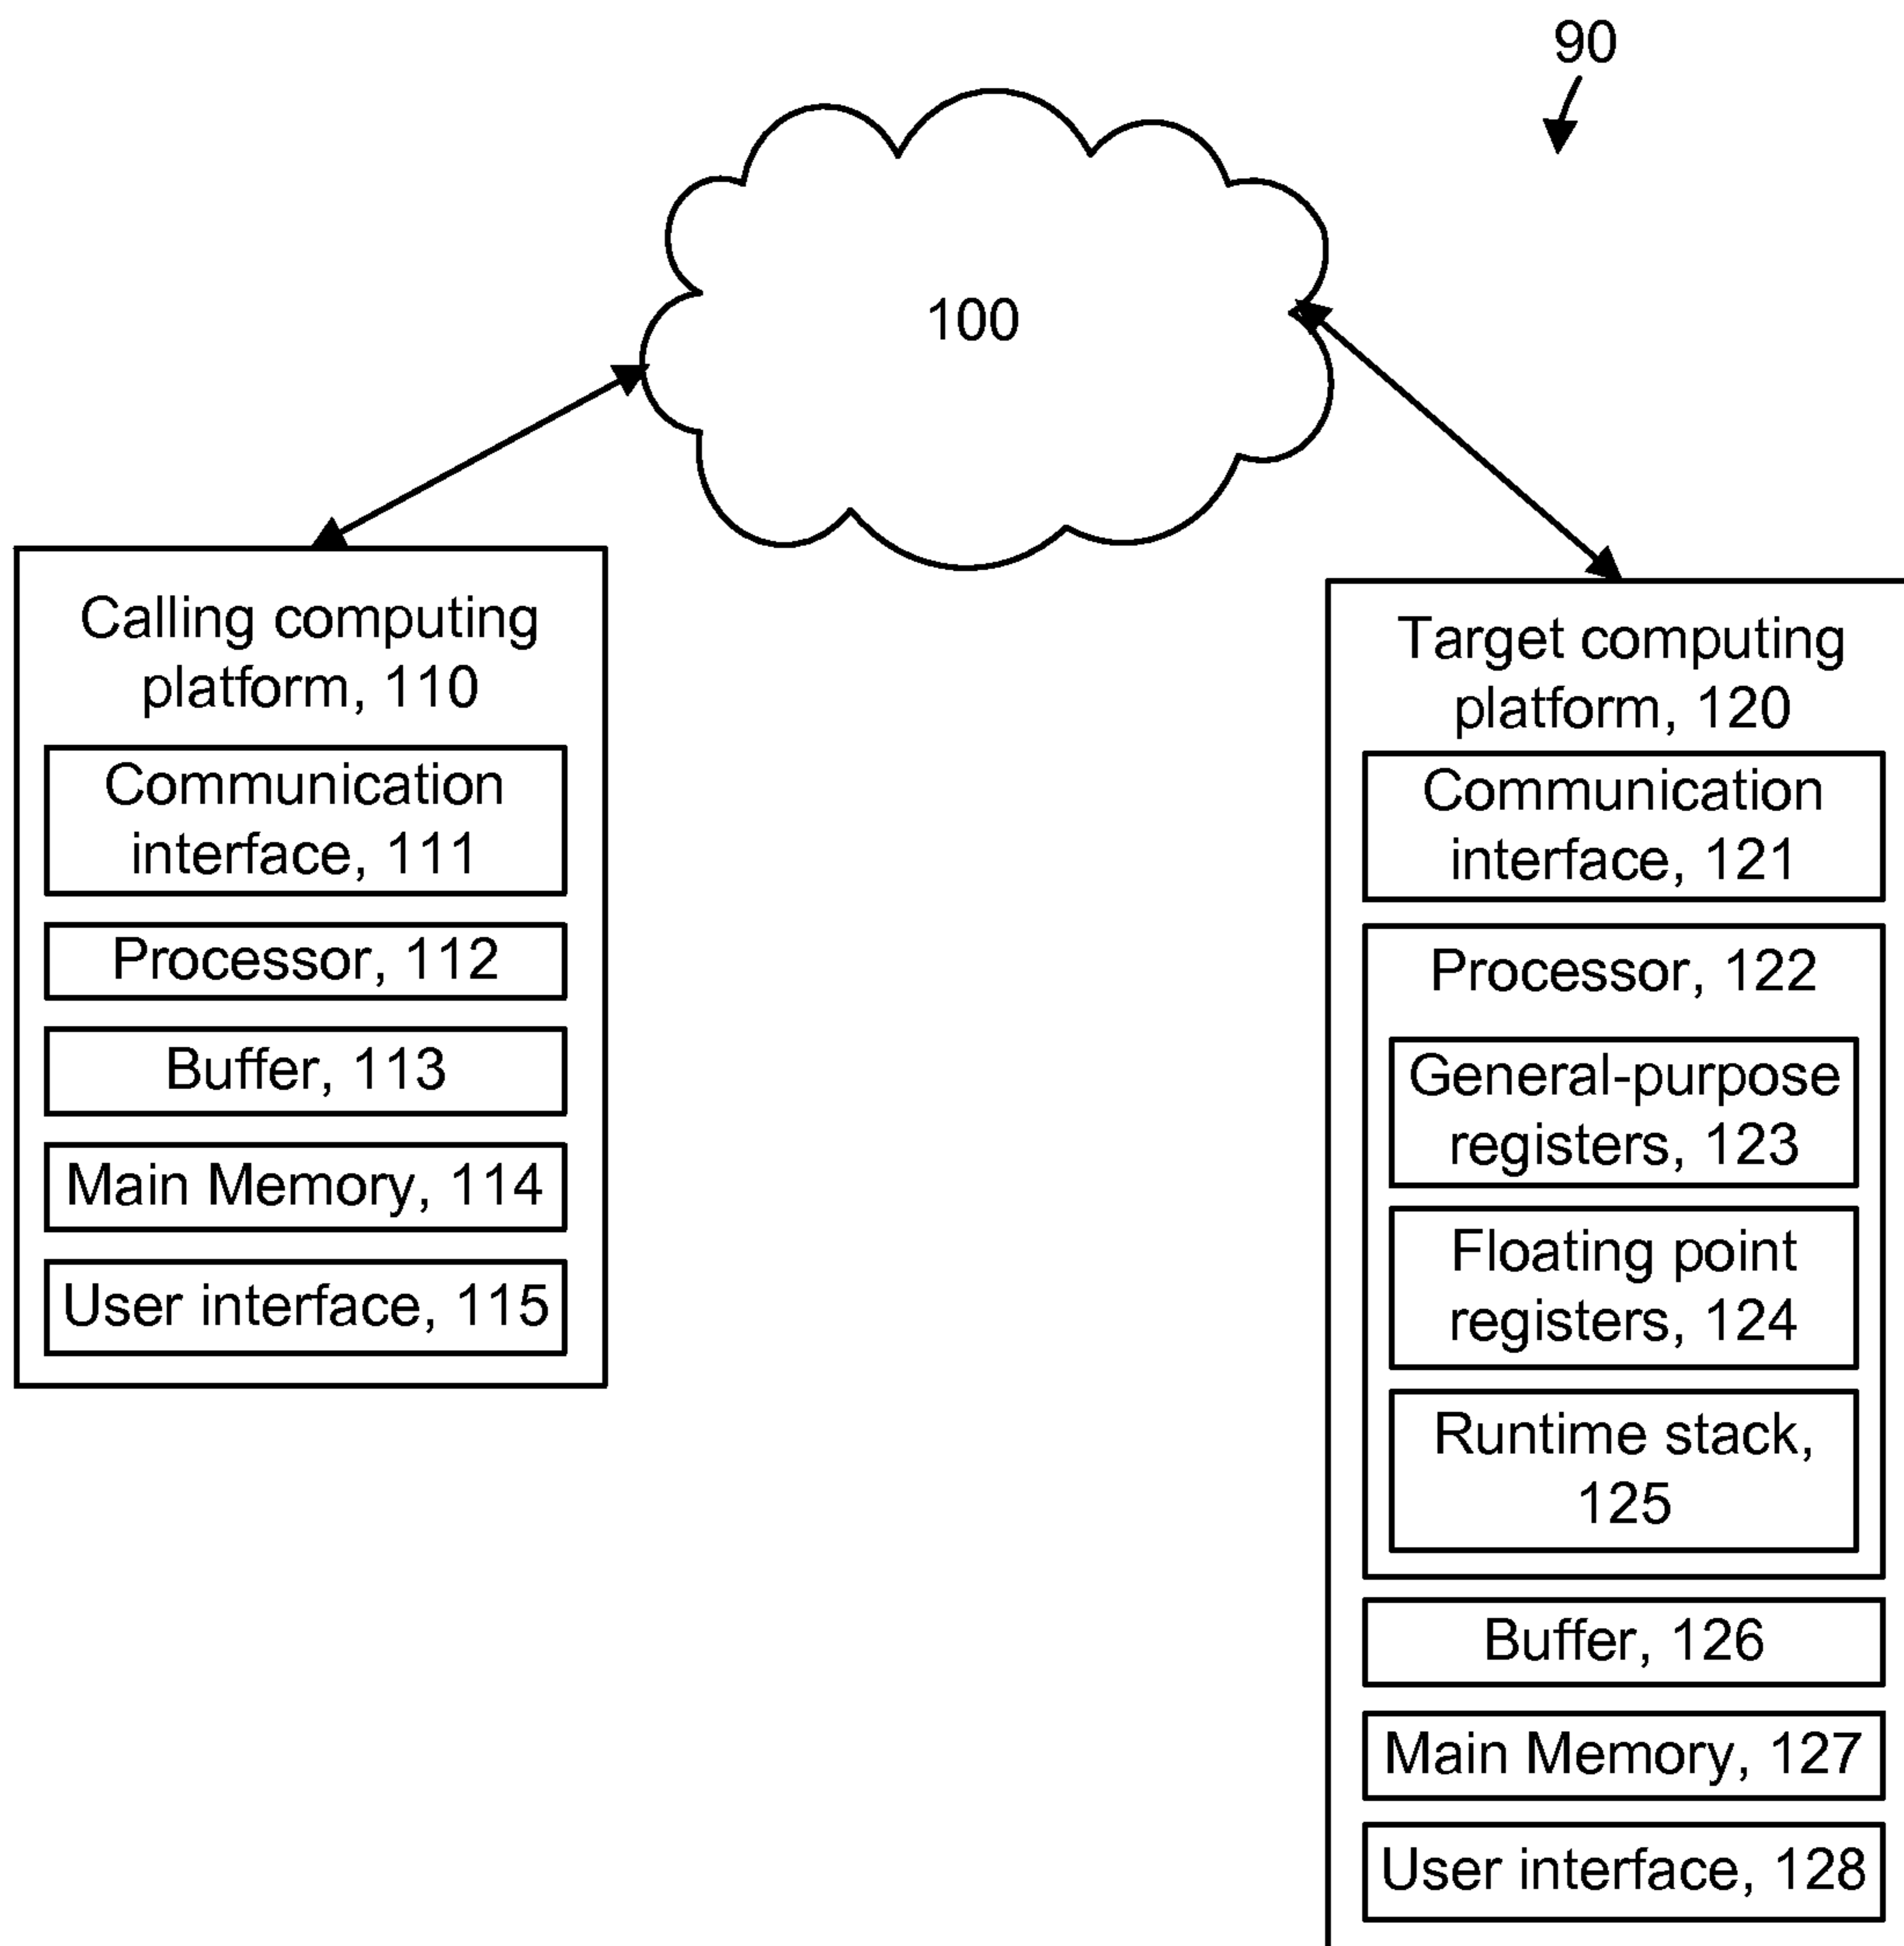 90
100
Calling computing
platform, 110
Communication
interface, 111
Processor, 112
Buffer, 113
Main Memory, 114
User interface, 115
Target computing
platform, 120
Communication
interface, 121
Processor, 122
General-purpose
registers, 123
Floating point
registers, 124
Runtime stack,
125
Buffer, 126
Main Memory, 127
User interface, 128